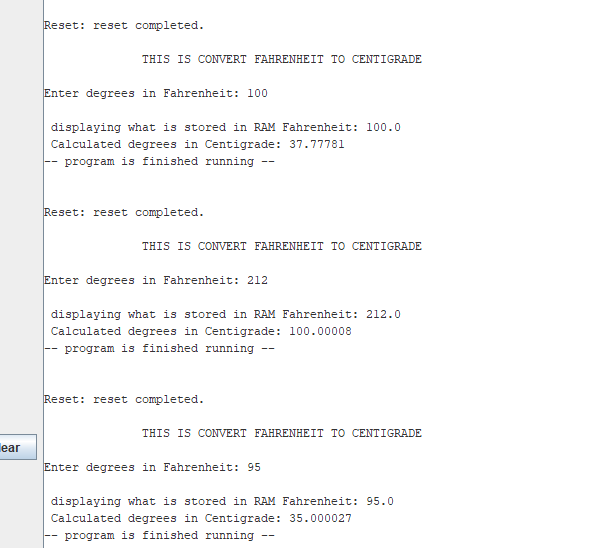 Reset: reset completed.
THIS IS CONVERT FAHRENHEIT TO CENTIGRADE
Enter degrees in Fahrenheit: 100
displaying what is stored in RAM Fahrenheit: 100.0
Calculated degrees in Centigrade: 37.77781
-- program is finished running --
Reset: reset completed.
THIS IS CONVERT FAHRENHEIT TO CENTIGRADE
Enter degrees in Fahrenheit: 212
displaying what is stored in RAM Fahrenheit: 212.0
Calculated degrees in Centigrade: 100.00008
-- program is finished running --
Reset: reset completed.
THIS IS CONVERT FAHRENHEIT TO CENTIGRADE
lear
Enter degrees in Fahrenheit: 95
displaying what is stored in RAM Fahrenheit: 95.0
Calculated degrees in Centigrade: 35.000027
-- program is finished running --